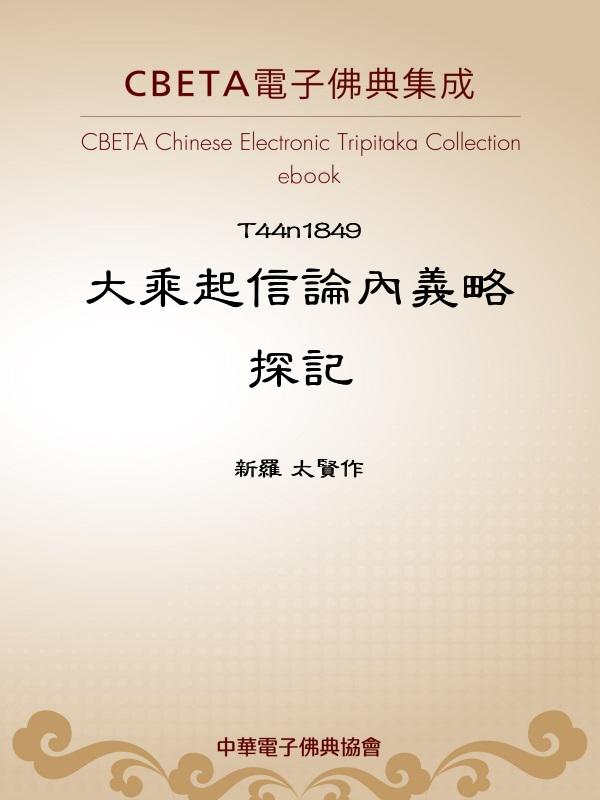 CBETA電子佛典集成
CBETA Chinese Electronic Tripitaka Collection
ebook
T44n1849
大乘起信論內義略
探記
新羅 太賢作
中華電子佛典協會